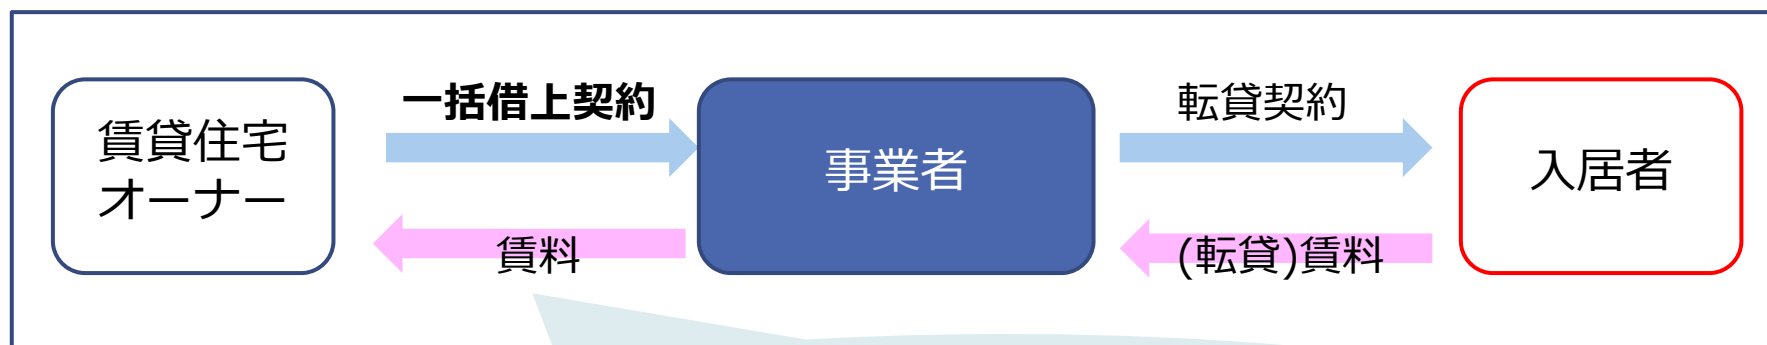 一括借上契約
転貸契約
賃貸住宅
オーナー
事業者
入居者
賃料
(転貸)賃料